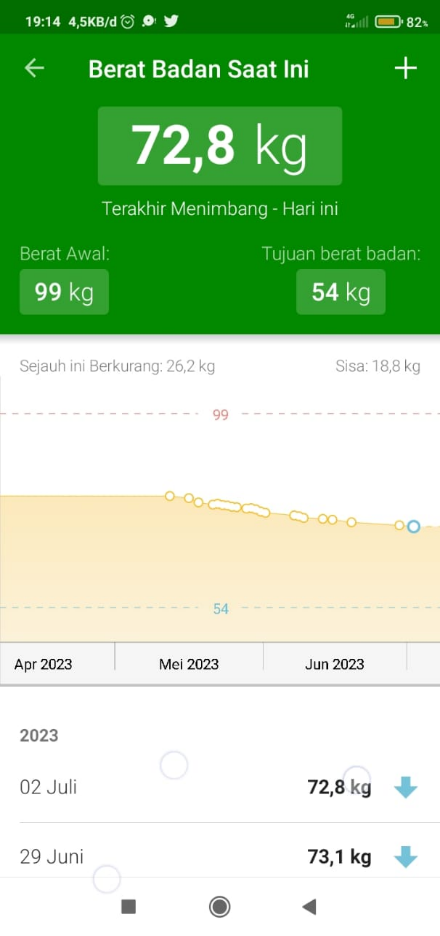 19:14 4,5KB/d 4G 82%
Berat Badan Saat Ini
72,8 kg
Terakhir Menimbang - Hari ini
Berat Awal: Tujuan berat badan:
99 kg 54 kg
Sejauh ini Berkurang: 26,2 kg Sisa: 18,8 kg
99
54
Apr 2023 Mei 2023 Jun 2023
2023
02 Juli 72,8 kg
29 Juni 73,1 kg